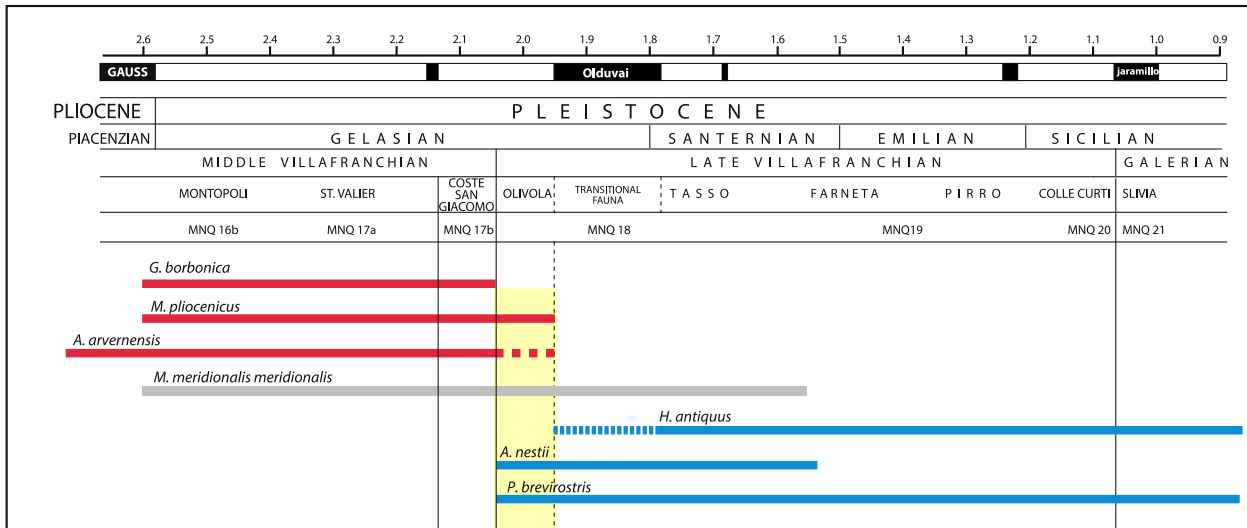 2.6 2.5 2.4 2.3 2.2 2.1 2.0 1.9 1.8 1.7 1.6 1.5 1.4 1.3 1.2 1.1 1.0 0.9
GAUSS Olduvai jaramillo
PLIOCENE PLEISTOCENE
PIACENZIAN GELASIAN SANTERNIAN EMILIAN SICILIAN
MIDDLE VILLAFRANCHIAN LATE VILLAFRANCHIAN GALERIAN
MONTOPOLI ST. VALIER COSTE SAN GIACOMO OLIVOLA TRANSITIONAL FAUNA TASSO FARNETA PIRRO COLLE CURTI SLIVIA
MNQ 16b MNQ 17a MNQ 17b MNQ 18 MNQ19 MNQ 20 MNQ 21
G. borbonica
M. pliocenicus
A. arvernensis
M. meridionalis meridionalis
H. antiquus
A. nestii
P. brevirostris